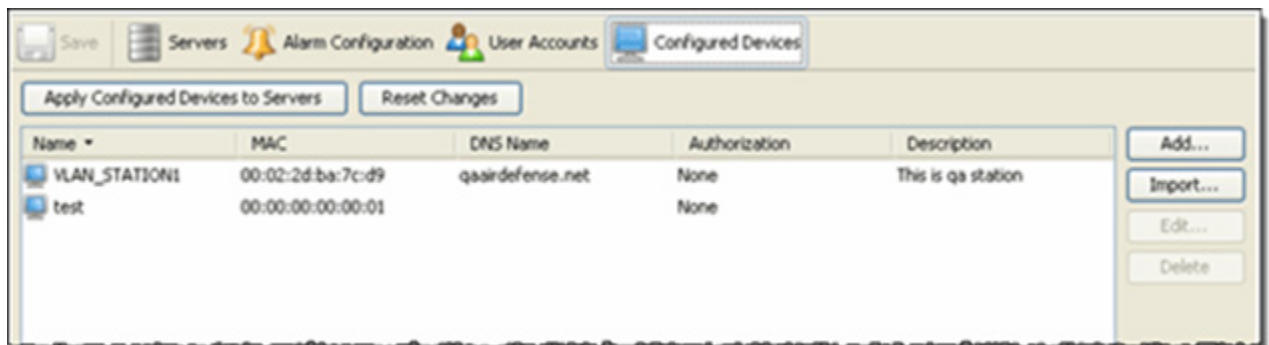 Save Servers Alarm Configuration User Accounts Configured Devices
Apply Configured Devices to Servers Reset Changes
Name MAC DNS Name Authorization Description Add...
VLAN_STATION1 00:02:2d:ba:7c:d9 qaairdefense.net None This is qa station Import...
test 00:00:00:00:00:01 None
Edit...
Delete